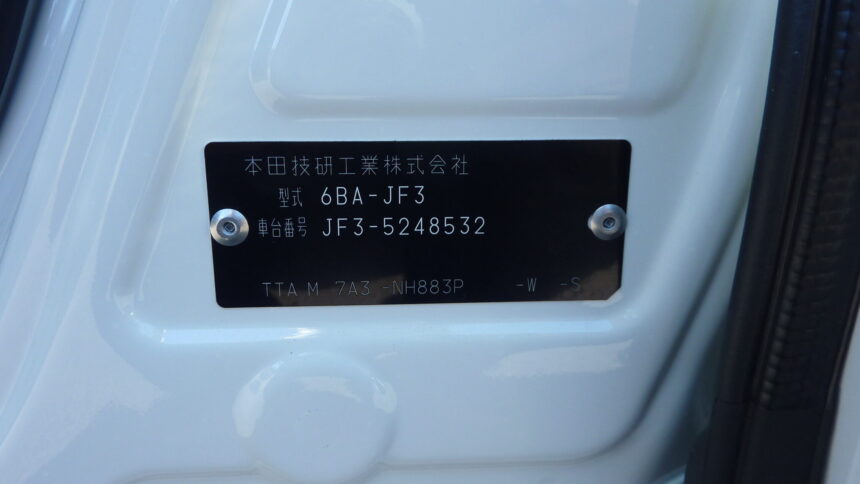 本田技研工業株式会社
型式 6BA-JF3
車台番号 JF3-5248532
TTA M 7A3 -NH883P -W -S